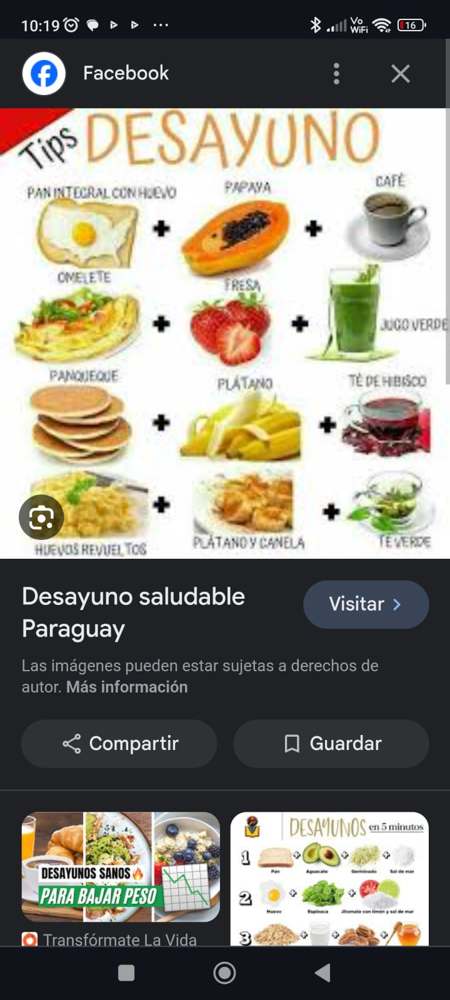 10:19
Vo
WiFi
16
Facebook
Tips DESAYUNO
PAN INTEGRAL CON HUEVO
PAPAYA
CAFÉ
OMELETE
FRESA
JUGO VERDE
PANQUEQUE
PLÁTANO
TÉ DE HIBISCO
HUEVOS REVUELTOS
PLÁTANO Y CANELA
TE VERDE
Desayuno saludable
Paraguay
Visitar
Las imágenes pueden estar sujetas a derechos de
autor. Más información
Compartir
Guardar
DESAYUNOS SANOS
PARA BAJAR PESO
Transfórmate La Vida
DESAYUNOS en 5 minutos
1
Pan
Aguacate
Germinado
Sal de mar
2
Huevo
Espinaca
Jitomate con limón y sal de mar
3